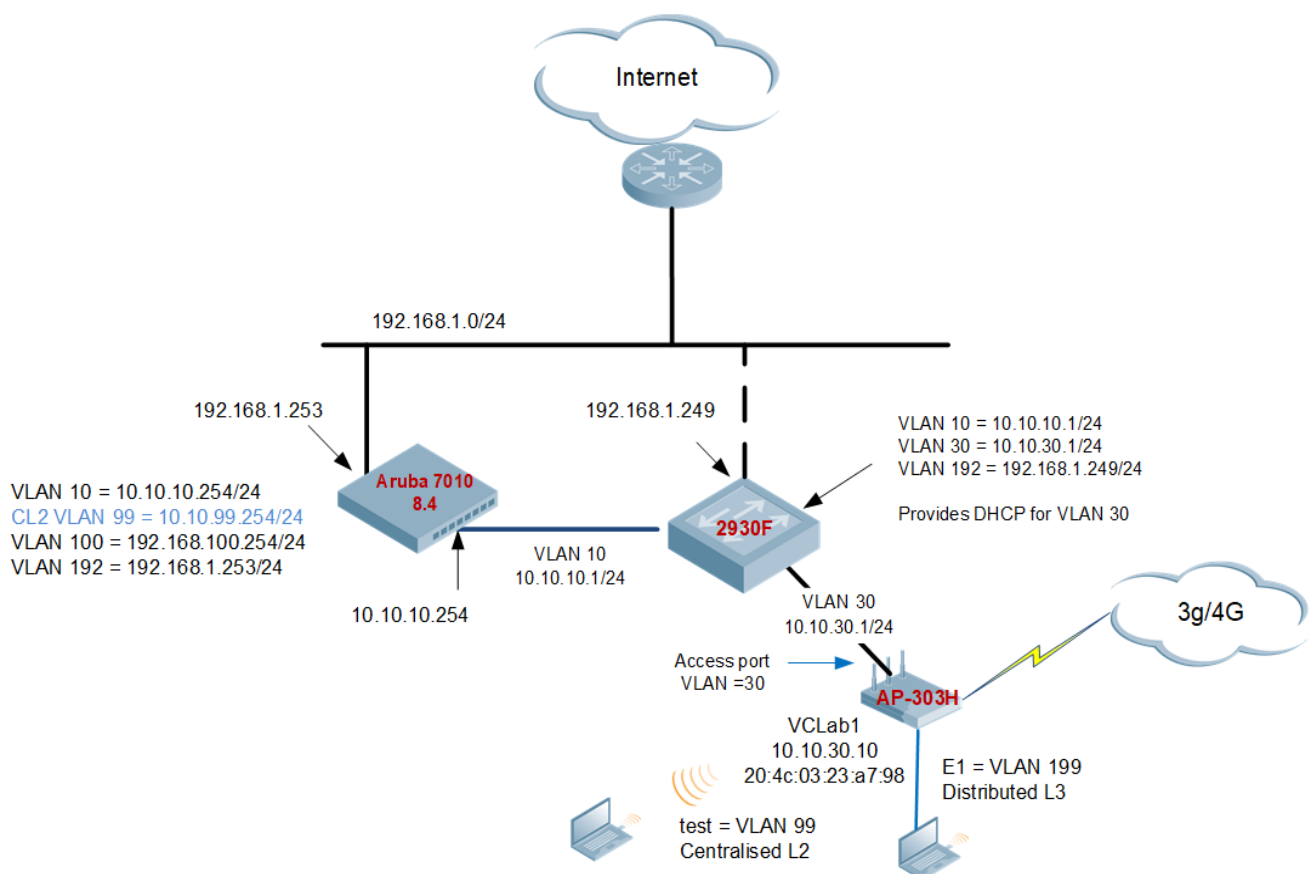 Internet
192.168.1.0/24
192.168.1.253
192.168.1.249
VLAN 10 = 10.10.10.1/24
VLAN 30 = 10.10.30.1/24
VLAN 192 = 192.168.1.249/24
Provides DHCP for VLAN 30
Aruba 7010
8.4
VLAN 10 = 10.10.10.254/24
CL2 VLAN 99 = 10.10.99.254/24
VLAN 100 = 192.168.100.254/24
VLAN 192 = 192.168.1.253/24
2930F
VLAN 10
10.10.10.1/24
10.10.10.254
VLAN 30
10.10.30.1/24
3g/4G
Access port
VLAN =30
AP-303H
VCLab1
10.10.30.10
20:4c:03:23:a7:98
E1 = VLAN 199
Distributed L3
test = VLAN 99
Centralised L2